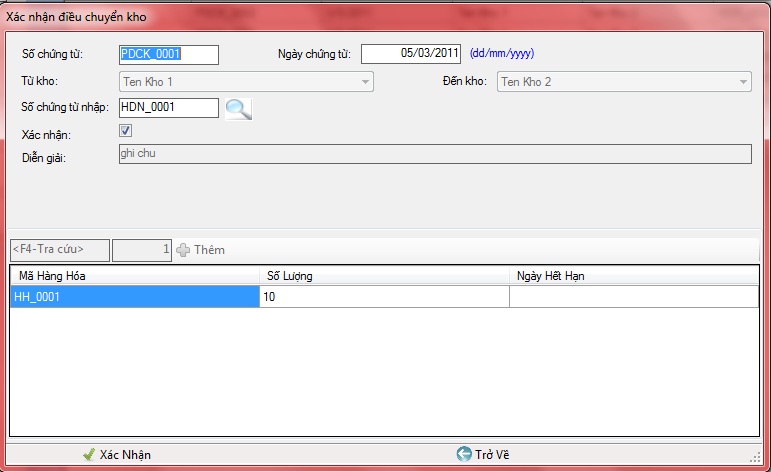 Xác nhận điều chuyển kho
Số chứng từ: PDCK_0001 Ngày chứng từ: 05/03/2011 (dd/mm/yyyy)
Từ kho: Ten Kho 1 Đến kho: Ten Kho 2
Số chứng từ nhập: HDN_0001
Xác nhận:
Diễn giải: ghi chu
<F4-Tra cứu> 1 Thêm
Mã Hàng Hóa Số Lượng Ngày Hết Hạn
HH_0001 10
Xác Nhận Trở Về